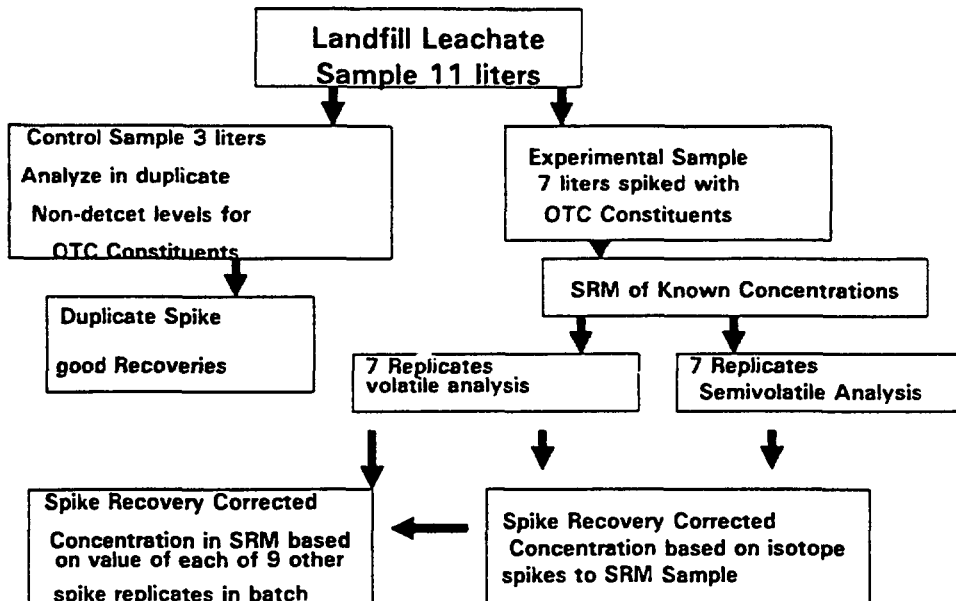 Landfill Leachate
Sample 11 liters
Control Sample 3 liters
Analyze in duplicate
Non-detcet levels for
OTC Constituents
Experimental Sample
7 liters spiked with
OTC Constituents
SRM of Known Concentrations
Duplicate Spike
good Recoveries
7 Replicates
volatile analysis
7 Replicates
Semivolatile Analysis
Spike Recovery Corrected
Concentration in SRM based
on value of each of 9 other
spike replicates in batch
Spike Recovery Corrected
Concentration based on isotope
spikes to SRM Sample